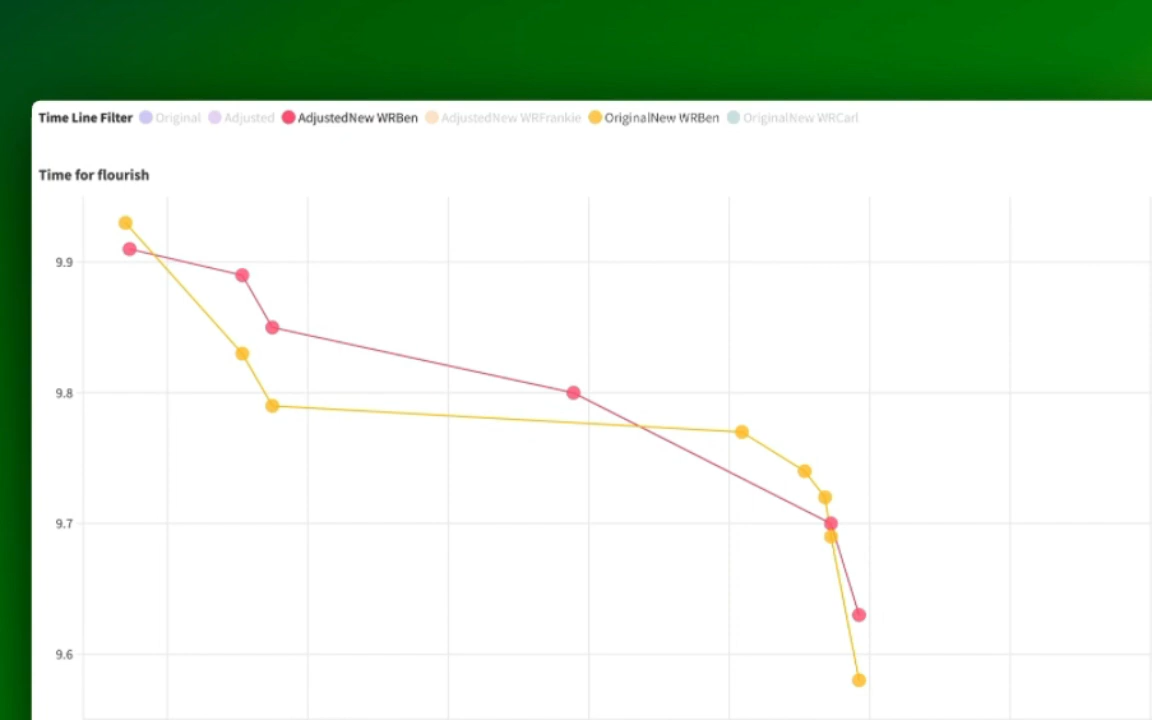 Time Line Filter Original Adjusted AdjustedNew WRBen AdjustedNew WRFrankie OriginalNew WRBen OriginalNew WRCarl
Time for flourish
9.9
9.8
9.7
9.6